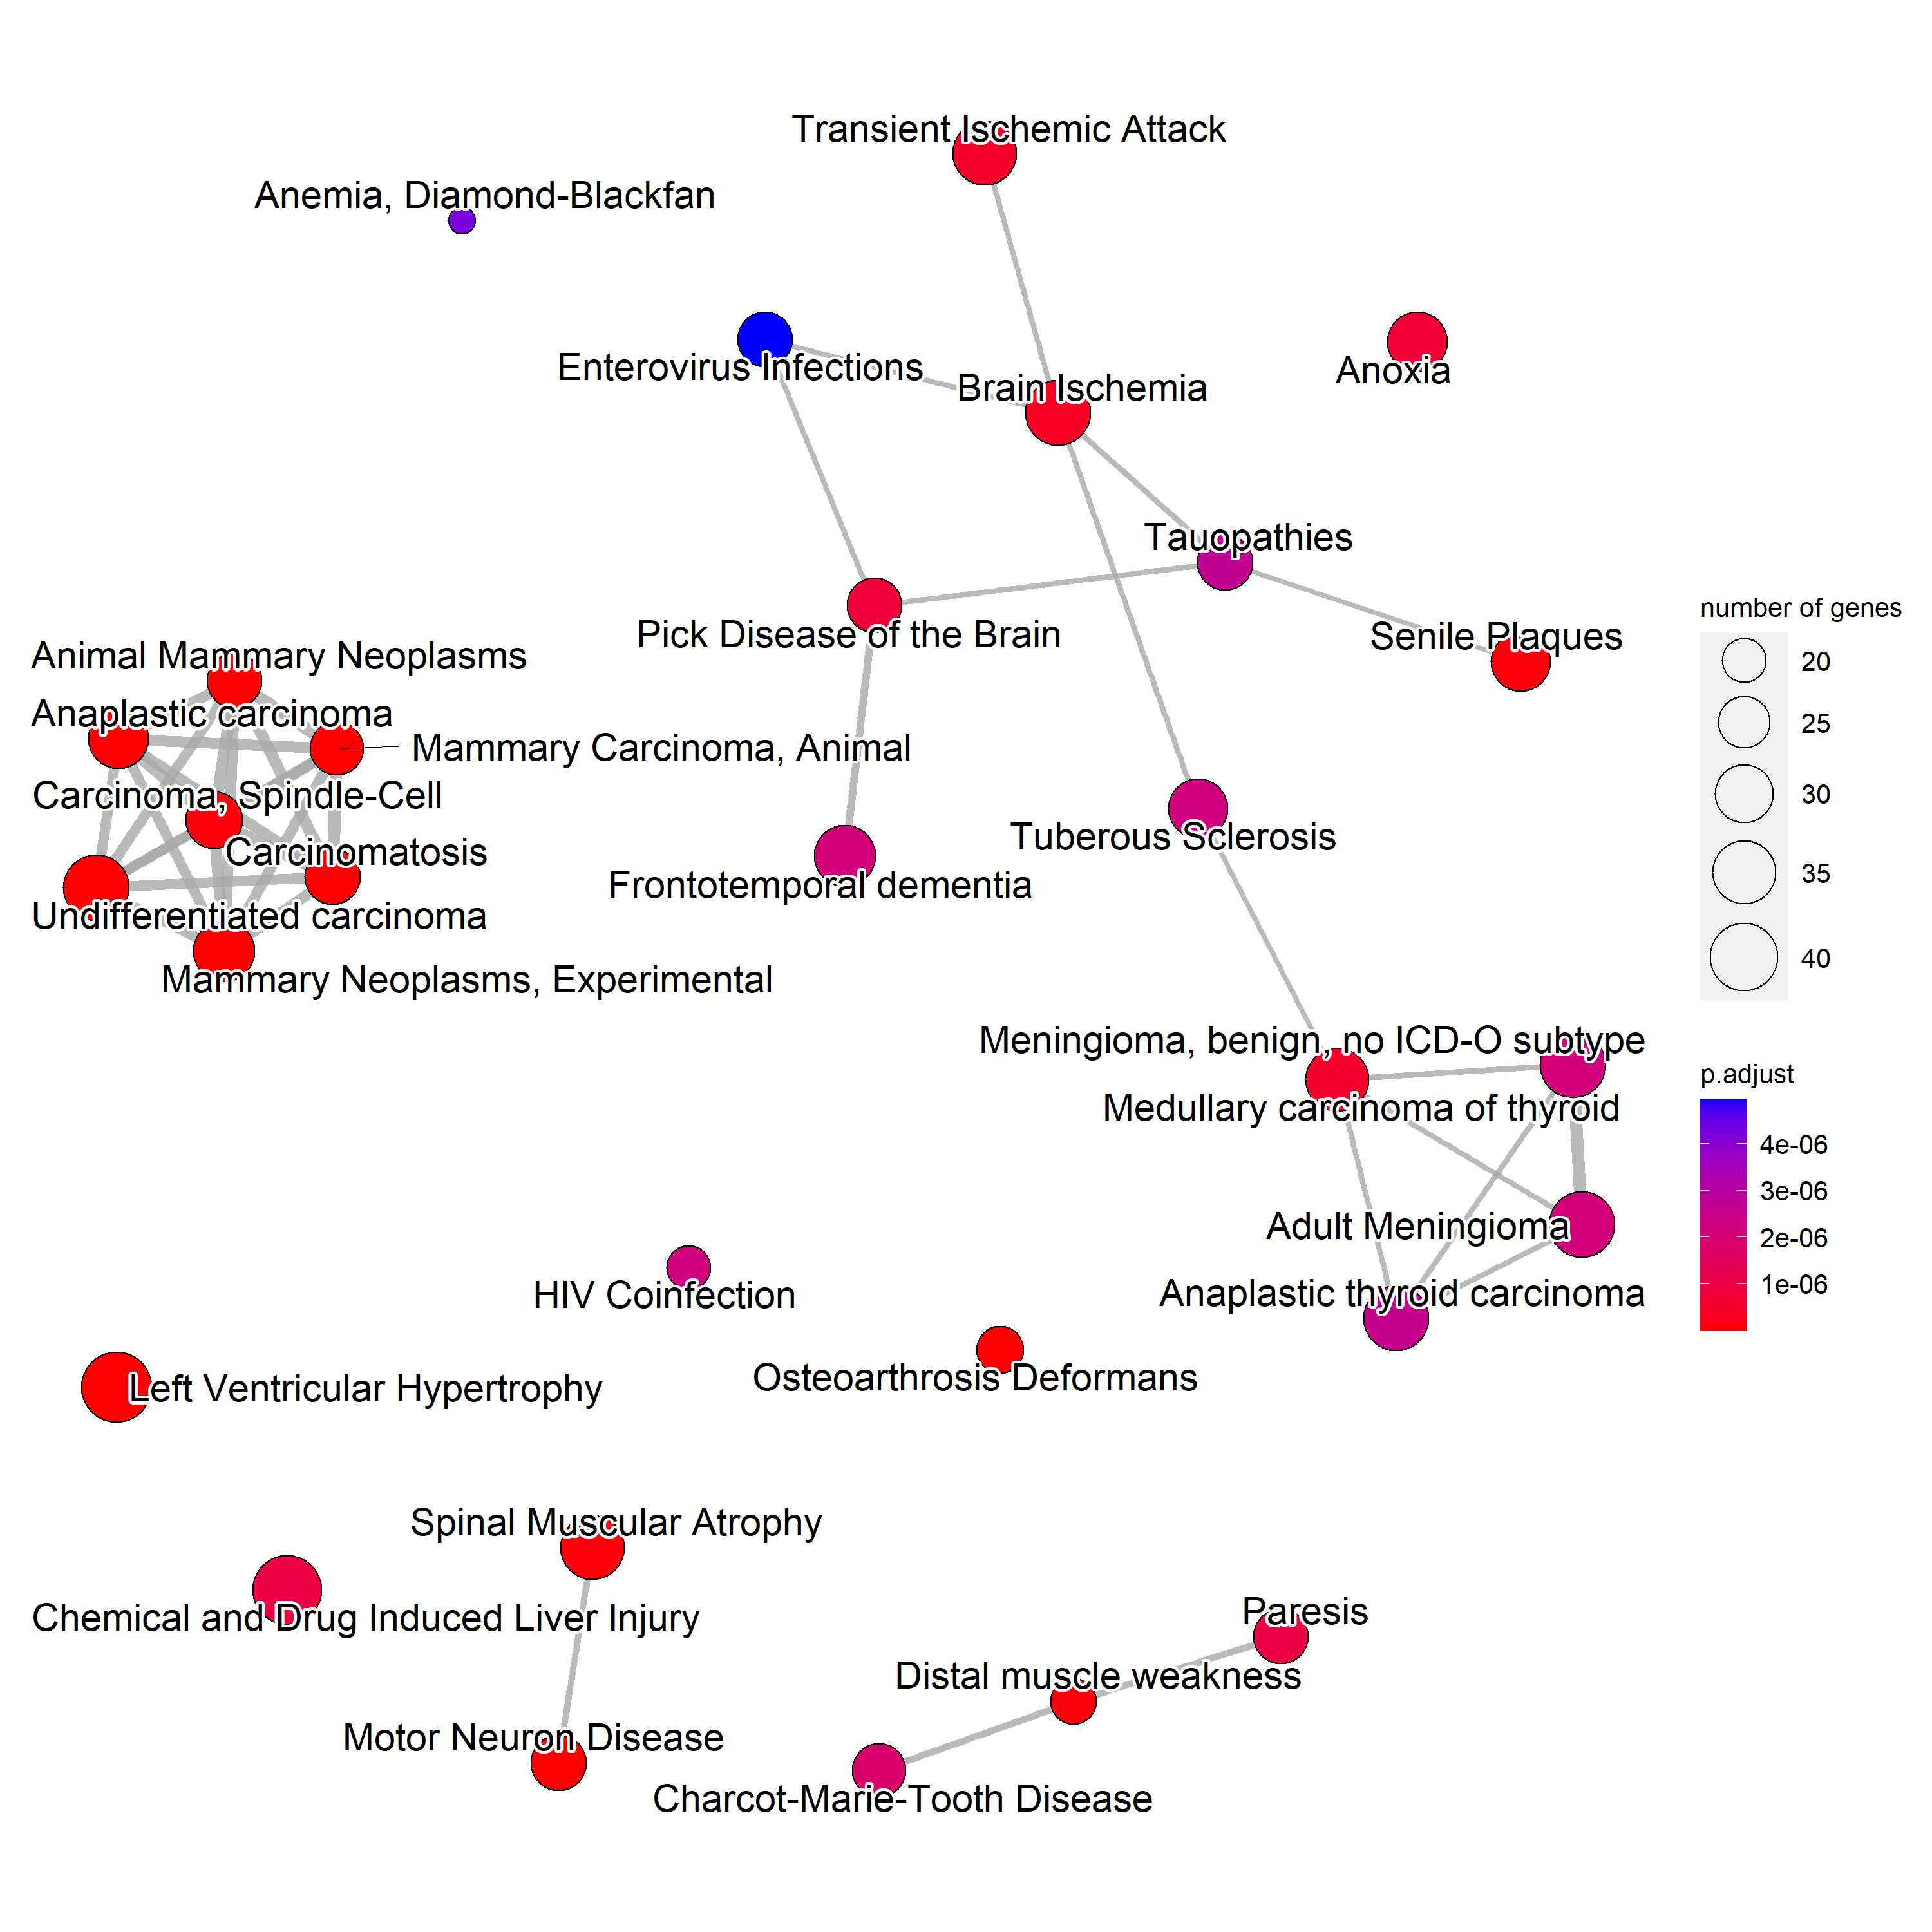 Transient Ischemic Attack
Anemia, Diamond-Blackfan
Enterovirus Infections
Anoxia
Brain Ischemia
Tauopathies
Pick Disease of the Brain
Senile Plaques
number of genes
20
25
30
35
40
Animal Mammary Neoplasms
Anaplastic carcinoma
Mammary Carcinoma, Animal
Carcinoma, Spindle-Cell
Carcinomatosis
Undifferentiated carcinoma
Mammary Neoplasms, Experimental
Tuberous Sclerosis
Frontotemporal dementia
Meningioma, benign, no ICD-O subtype
Medullary carcinoma of thyroid
Adult Meningioma
Anaplastic thyroid carcinoma
p.adjust
4e-06
3e-06
2e-06
1e-06
HIV Coinfection
Osteoarthrosis Deformans
Left Ventricular Hypertrophy
Spinal Muscular Atrophy
Chemical and Drug Induced Liver Injury
Paresis
Distal muscle weakness
Motor Neuron Disease
Charcot-Marie-Tooth Disease